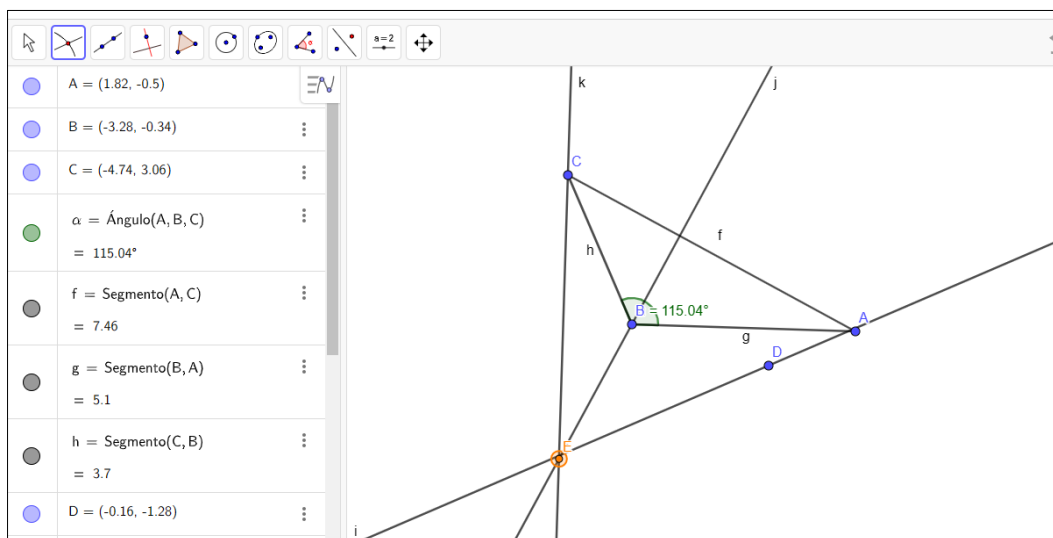 a=2
A = (1.82, -0.5)
B = (-3.28, -0.34)
C = (-4.74, 3.06)
α = Ángulo(A, B, C)
= 115.04°
f = Segmento(A, C)
= 7.46
g = Segmento(B, A)
= 5.1
h = Segmento(C, B)
= 3.7
D = (-0.16, -1.28)
k
j
C
f
h
B = 115.04°
A
g
D
E
i